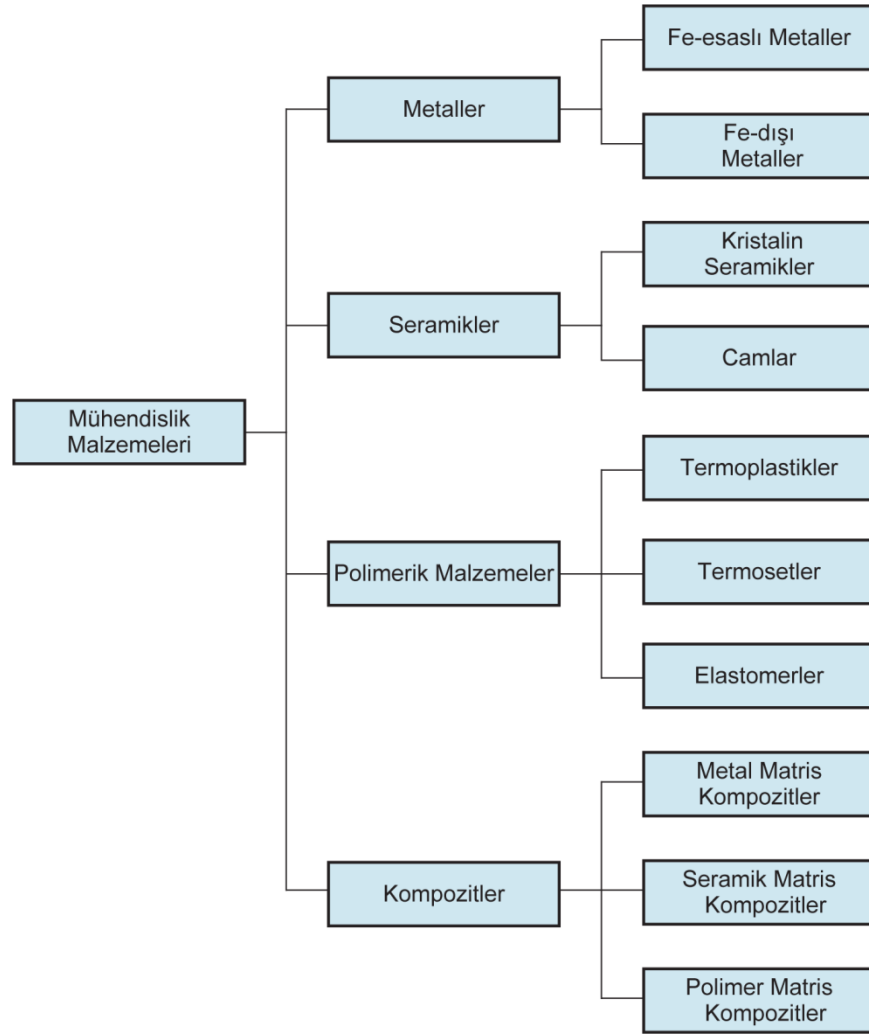 Mühendislik
Malzemeleri
Metaller
Fe-esaslı Metaller
Fe-dışı
Metaller
Seramikler
Kristalin
Seramikler
Camlar
Polimerik Malzemeler
Termoplastikler
Termosetler
Elastomerler
Kompozitler
Metal Matris
Kompozitler
Seramik Matris
Kompozitler
Polimer Matris
Kompozitler